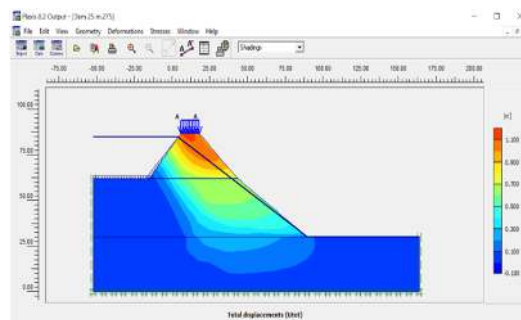 Plaxis 8.2 Output - [3em 25 m 275]
File Edit View Geometry Deformations Stresses Window Help
Shadings
-75.00 -50.00 -25.00 0.00 25.00 50.00 75.00 100.00 125.00 150.00 175.00 200.00
100.00
75.00
50.00
25.00
0.00
A A
[m]
1.100
0.900
0.700
0.500
0.300
0.100
-0.100
Total displacements (Utot)